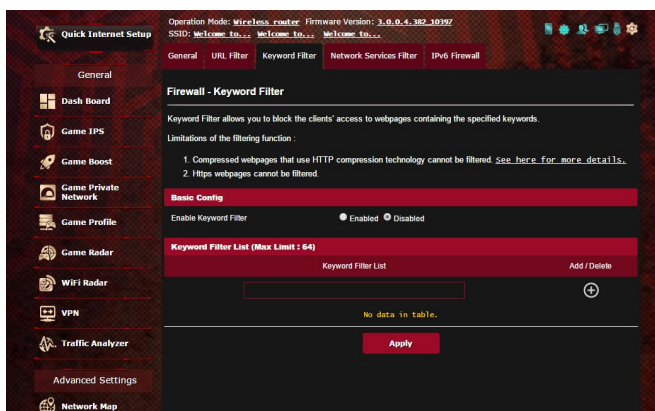 Quick Internet Setup
Operation Mode: Wireless router Firmware Version: 3.0.0.4.382_10397
SSID: Welcome to... Welcome to... Welcome to...
General URL Filter Keyword Filter Network Services Filter IPv6 Firewall
General
Dash Board
Game IPS
Game Boost
Game Private
Network
Game Profile
Game Radar
WiFi Radar
VPN
Traffic Analyzer
Advanced Settings
Network Map
Firewall - Keyword Filter
Keyword Filter allows you to block the clients' access to webpages containing the specified keywords.
Limitations of the filtering function :
1. Compressed webpages that use HTTP compression technology cannot be filtered. See here for more details.
2. Https webpages cannot be filtered.
Basic Config
Enable Keyword Filter Enabled Disabled
Keyword Filter List (Max Limit : 64)
Keyword Filter List Add / Delete
No data in table.
Apply